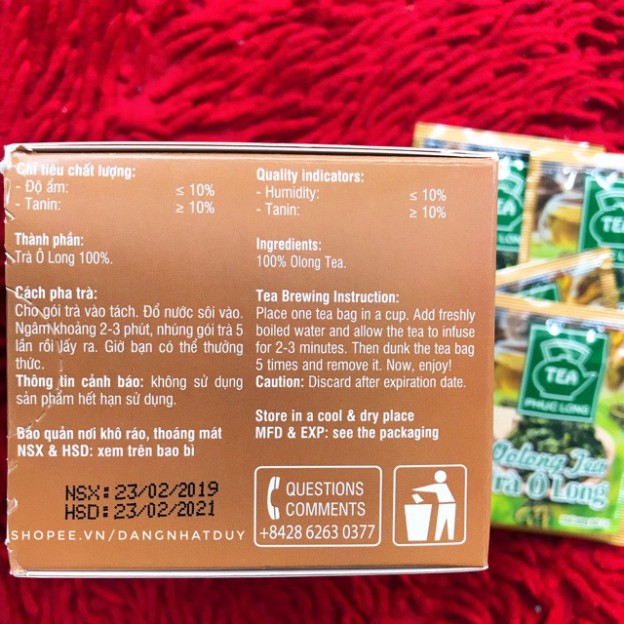 Chỉ tiêu chất lượng:
- Độ ẩm: ≤ 10%
- Tanin: ≥ 10%
Thành phần:
Trà Ô Long 100%.
Cách pha trà:
Cho gói trà vào tách. Đổ nước sôi vào.
Ngâm khoảng 2-3 phút, nhúng gói trà 5
lần rồi lấy ra. Giờ bạn có thể thưởng
thức.
Thông tin cảnh báo: không sử dụng
sản phẩm hết hạn sử dụng.
Báo quản nơi khô ráo, thoáng mát
NSX & HSD: xem trên bao bì
NSX:23/02/2019
HSD:23/02/2021
SHOPEE.VN/DANGNHATDUY
Quality indicators:
- Humidity: ≤ 10%
- Tanin: ≥ 10%
Ingredients:
100% Olong Tea.
Tea Brewing Instruction:
Place one tea bag in a cup. Add freshly
boiled water and allow the tea to infuse
for 2-3 minutes. Then dunk the tea bag
5 times and remove it. Now, enjoy!
Caution: Discard after expiration date.
Store in a cool & dry place
MFD & EXP: see the packaging
QUESTIONS
COMMENTS
+8428 6263 0377
TEA
PHUC LONG
TEA
TEA
PHUC LONG
Oolong Tea
Trà Ô Long